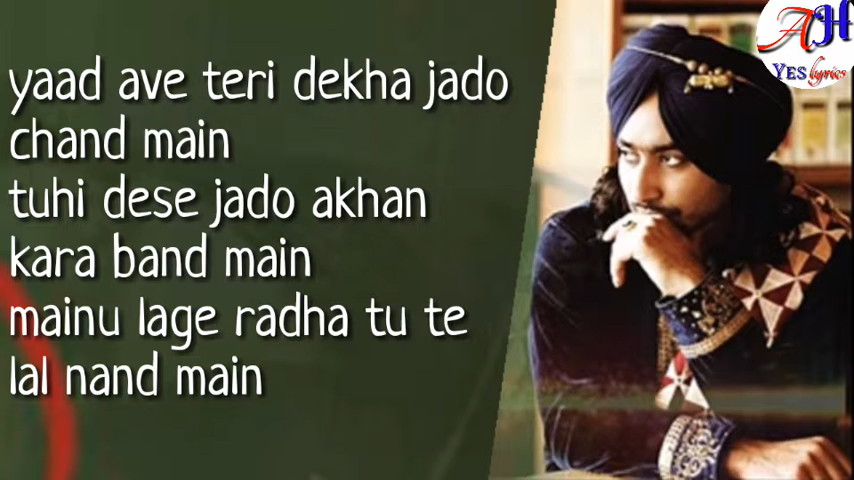 yaad ave teri dekha jado
chand main
tuhi dese jado akhan
kara band main
mainu lage radha tu te
lal nand main
AH
YES lyrics